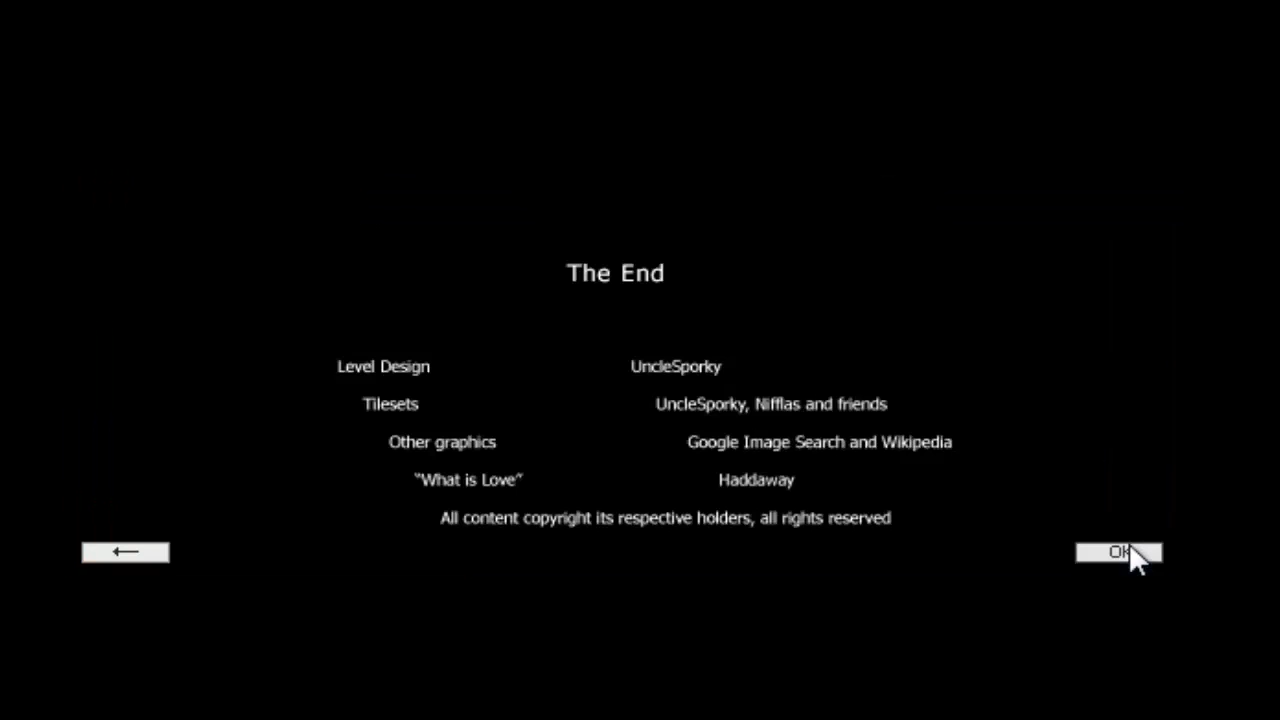 The End
Level Design UncleSporky
Tilesets UncleSporky, Nifflas and friends
Other graphics Google Image Search and Wikipedia
"What is Love" Haddaway
All content copyright its respective holders, all rights reserved
← OK